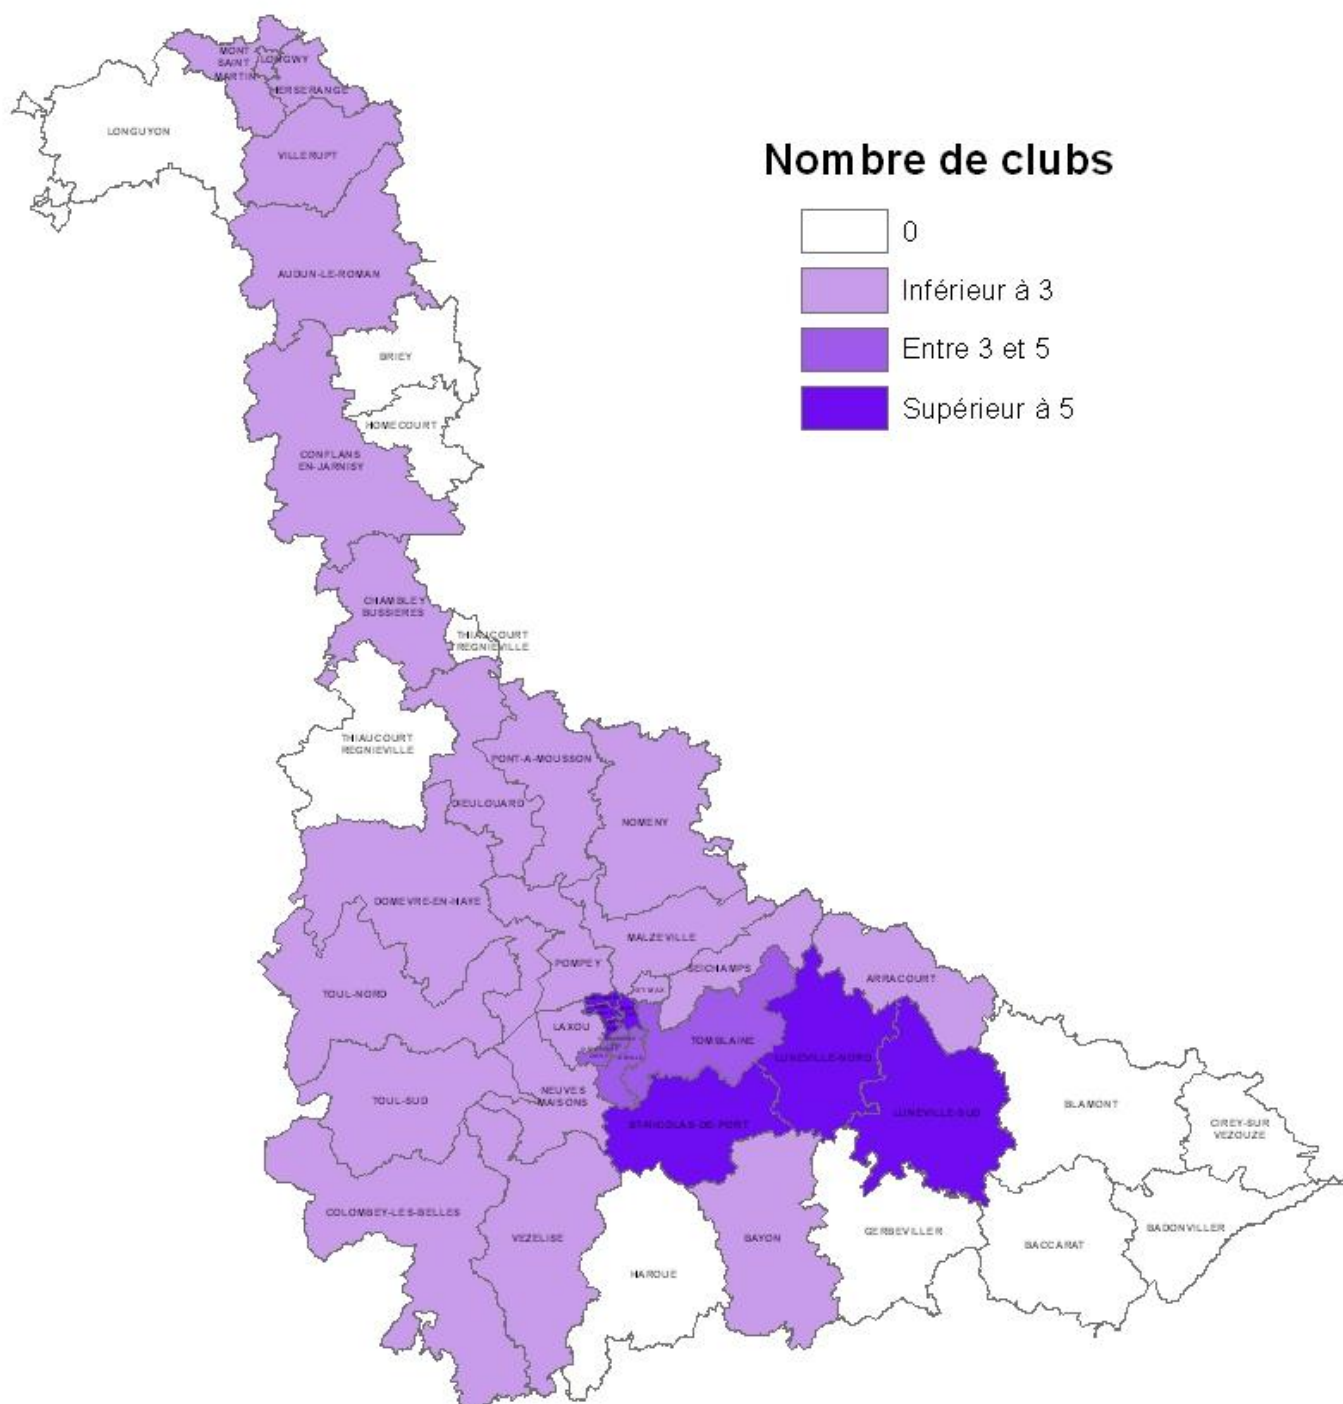 Nombre de clubs
0
Inférieur à 3
Entre 3 et 5
Supérieur à 5
MONT
SAINT
MARTIN
LONGWY
HERSERANGE
LONGUYON
VILLERUPT
AUDUN-LE-ROMAN
BRIEY
HOMECOURT
CONFLANS
EN-JARNISY
CHAMBLEY
BUSSIERES
THIAUCOURT
REGNIEVILLE
THIAUCOURT
REGNIEVILLE
PONT-A-MOUSSON
DIEULOUARD
NOMENY
DOMEVRE-EN-HAYE
MALZEVILLE
POMPEY
SEICHAMPS
ARRACOURT
TOUL-NORD
LAXOU
TOMBLAINE
LUNEVILLE-NORD
NEUVES
MAISONS
TOUL-SUD
ST-NICOLAS-DE-PORT
LUNEVILLE-SUD
BLAMONT
CIREY-SUR
VEZOUZE
COLOMBEY-LES-BELLES
VEZELISE
HAROUE
BAYON
GERBEVILLER
BACCARAT
BADONVILLER